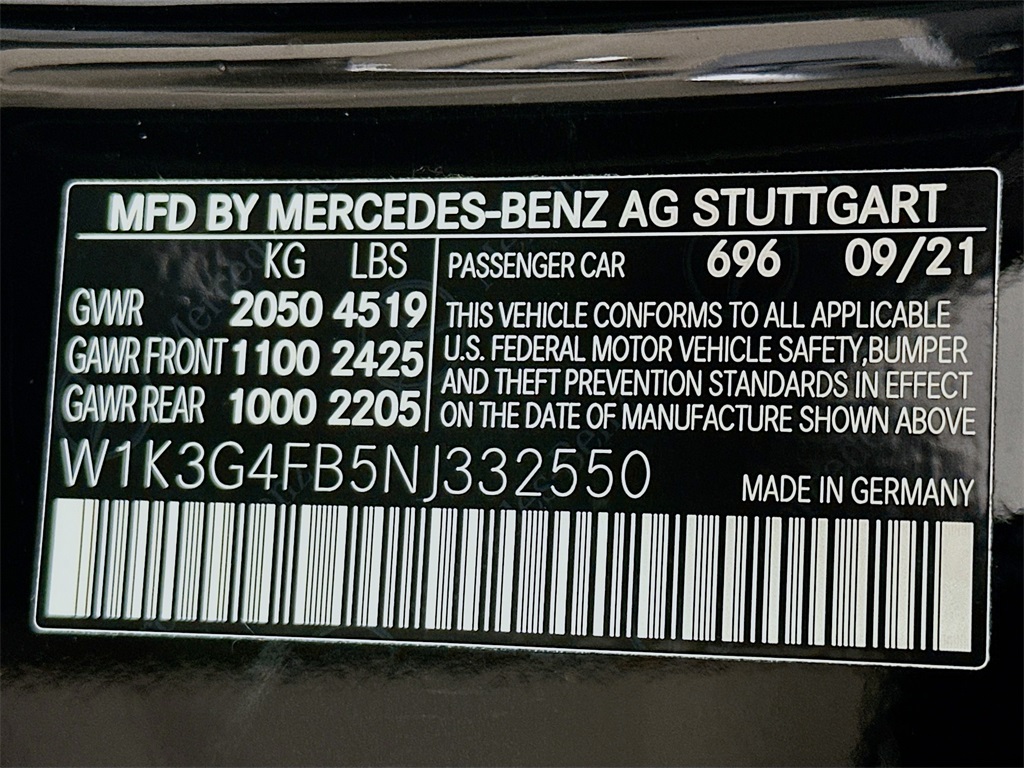 MFD BY MERCEDES-BENZ AG STUTTGART
KG LBS
GVWR 2050 4519
GAWR FRONT 1100 2425
GAWR REAR 1000 2205
PASSENGER CAR 696 09/21
THIS VEHICLE CONFORMS TO ALL APPLICABLE
U.S. FEDERAL MOTOR VEHICLE SAFETY, BUMPER
AND THEFT PREVENTION STANDARDS IN EFFECT
ON THE DATE OF MANUFACTURE SHOWN ABOVE
W1K3G4FB5NJ332550
MADE IN GERMANY